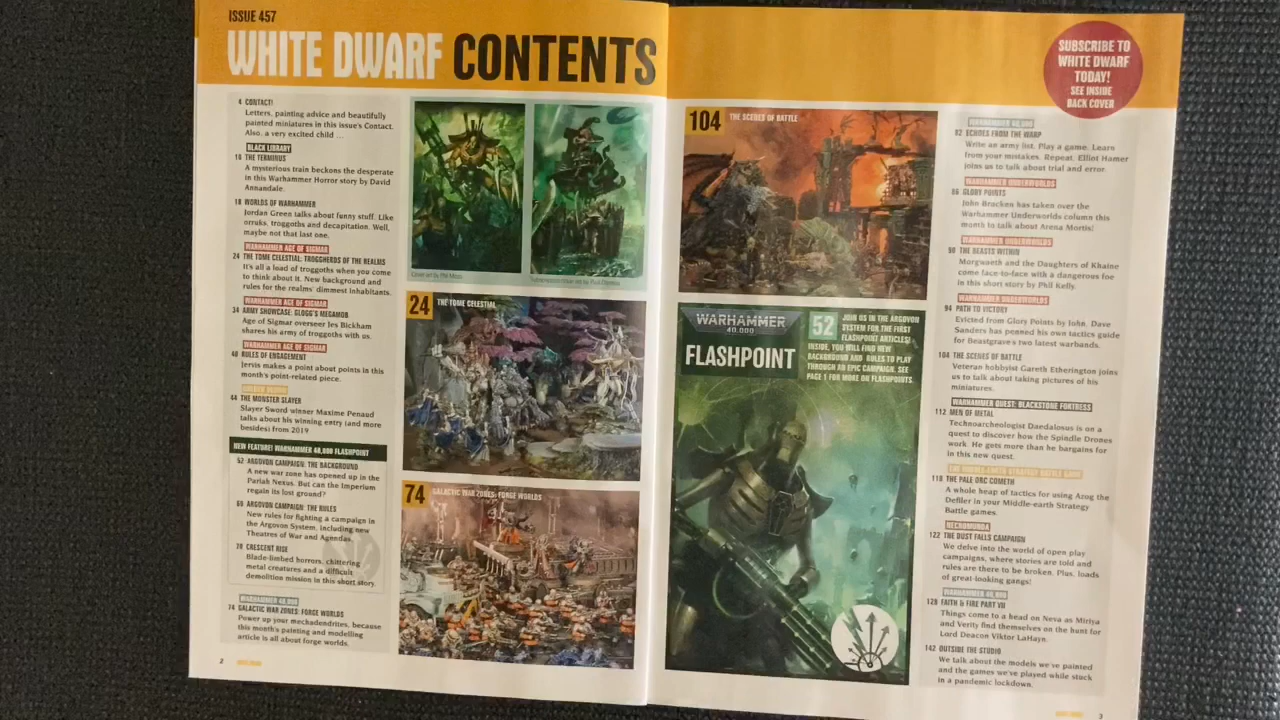 ISSUE 457
WHITE DWARF CONTENTS
4 CONTACT!
Letters, painting advice and beautifully
painted miniatures in this issue's Contact.
Also, a very excited child ...
BLACK LIBRARY
10 THE TERMINUS
A mysterious train beckons the desperate
in this Warhammer Horror story by David
Annandale.
18 WORLDS OF WARHAMMER
Jordan Green talks about funny stuff. Like
orruks, troggoths and decapitation. Well,
maybe not that last one.
WARHAMMER AGE OF SIGMAR
24 THE TOME CELESTIAL: TROGGHERDS OF THE REALMS
It's all a load of troggoths when you come
to think about it. New background and
rules for the realms' dimmest inhabitants.
WARHAMMER AGE OF SIGMAR
34 ARMY SHOWCASE: GLOGG'S MEGAMOB
Age of Sigmar overseer Jes Bickham
shares his army of troggoths with us.
WARHAMMER AGE OF SIGMAR
40 RULES OF ENGAGEMENT
Jervis makes a point about points in this
month's point-related piece.
GOLDEN DEMON
44 THE MONSTER SLAYER
Slayer Sword winner Maxime Penaud
talks about his winning entry (and more
besides) from 2019
NEW FEATURE! WARHAMMER 40,000 FLASHPOINT
52 ARGOVON CAMPAIGN: THE BACKGROUND
A new war zone has opened up in the
Pariah Nexus. But can the Imperium
regain its lost ground?
ARGOVON CAMPAIGN: THE RULES
New rules for fighting a campaign in
the Argovon System, including new
Theatres of War and Agendas.
70 CRESCENT RISE
Blade-limbed horrors, chittering
metal creatures and a difficult
demolition mission in this short story.
WARHAMMER 40,000
74 GALACTIC WAR ZONES: FORGE WORLDS
Power up your mechadendrites, because
this month's painting and modelling
article is all about forge worlds.
2
Cover art by Phil Moss
24 THE TOME CELESTIAL
74 GALACTIC WAR ZONES: FORGE WORLDS
SUBSCRIBE TO
WHITE DWARF
TODAY!
SEE INSIDE
BACK COVER
104 THE SCENES OF BATTLE
WARHAMMER
40,000
FLASHPOINT
52
JOIN US IN THE ARGOVON
SYSTEM FOR THE FIRST
FLASHPOINT ARTICLES!
INSIDE, YOU WILL FIND NEW
BACKGROUND AND RULES TO PLAY
THROUGH AN EPIC CAMPAIGN. SEE
PAGE 1 FOR MORE ON FLASHPOINTS.
WARHAMMER 40,000
82 ECHOES FROM THE WARP
Write an army list. Play a game. Learn
from your mistakes. Repeat. Elliot Hamer
joins us to talk about trial and error.
WARHAMMER UNDERWORLDS
86 GLORY POINTS
John Bracken has taken over the
Warhammer Underworlds column this
month to talk about Arena Mortis!
WARHAMMER UNDERWORLDS
90 THE BEASTS WITHIN
Morgwaeth and the Daughters of Khaine
come face-to-face with a dangerous foe
in this short story by Phil Kelly.
WARHAMMER UNDERWORLDS
94 PATH TO VICTORY
Evicted from Glory Points by John, Dave
Sanders has penned his own tactics guide
for Beastgrave's two latest warbands.
104 THE SCENES OF BATTLE
Veteran hobbyist Gareth Etherington joins
us to talk about taking pictures of his
miniatures.
WARHAMMER QUEST: BLACKSTONE FORTRESS
112 MEN OF METAL
Technoarcheologist Daedalosus is on a
quest to discover how the Spindle Drones
work. He gets more than he bargains for
in this new quest.
THE MIDDLE-EARTH STRATEGY BATTLE GAME
118 THE PALE ORC COMETH
A whole heap of tactics for using Azog the
Defiler in your Middle-earth Strategy
Battle games.
NECROMUNDA
122 THE DUST FALLS CAMPAIGN
We delve into the world of open play
campaigns, where stories are told and
rules are there to be broken. Plus, loads
of great-looking gangs!
WARHAMMER 40,000
128 FAITH & FIRE PART VII
Things come to a head on Neva as Miriya
and Verity find themselves on the hunt for
Lord Deacon Viktor LaHayn.
142 OUTSIDE THE STUDIO
We talk about the models we've painted
and the games we've played while stuck
in a pandemic lockdown.
3